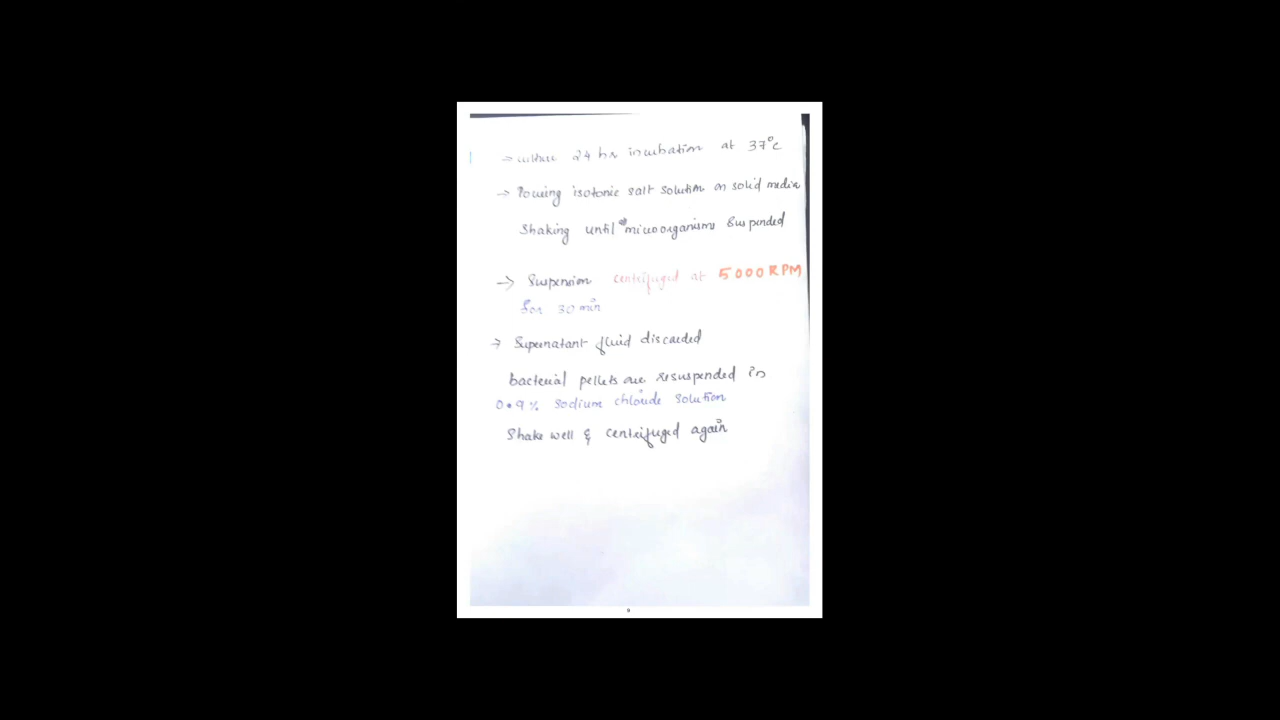 → culture 24 hr incubation at 37°c
→ Pouring isotonic salt solution on solid media
Shaking until microorganisms Suspended
→ Suspension centrifuged at 5000 RPM
for 30 min
→ Supernatant fluid discarded
bacterial pellets are resuspended in
0.9% sodium chloride solution
Shake well & centrifuged again
9